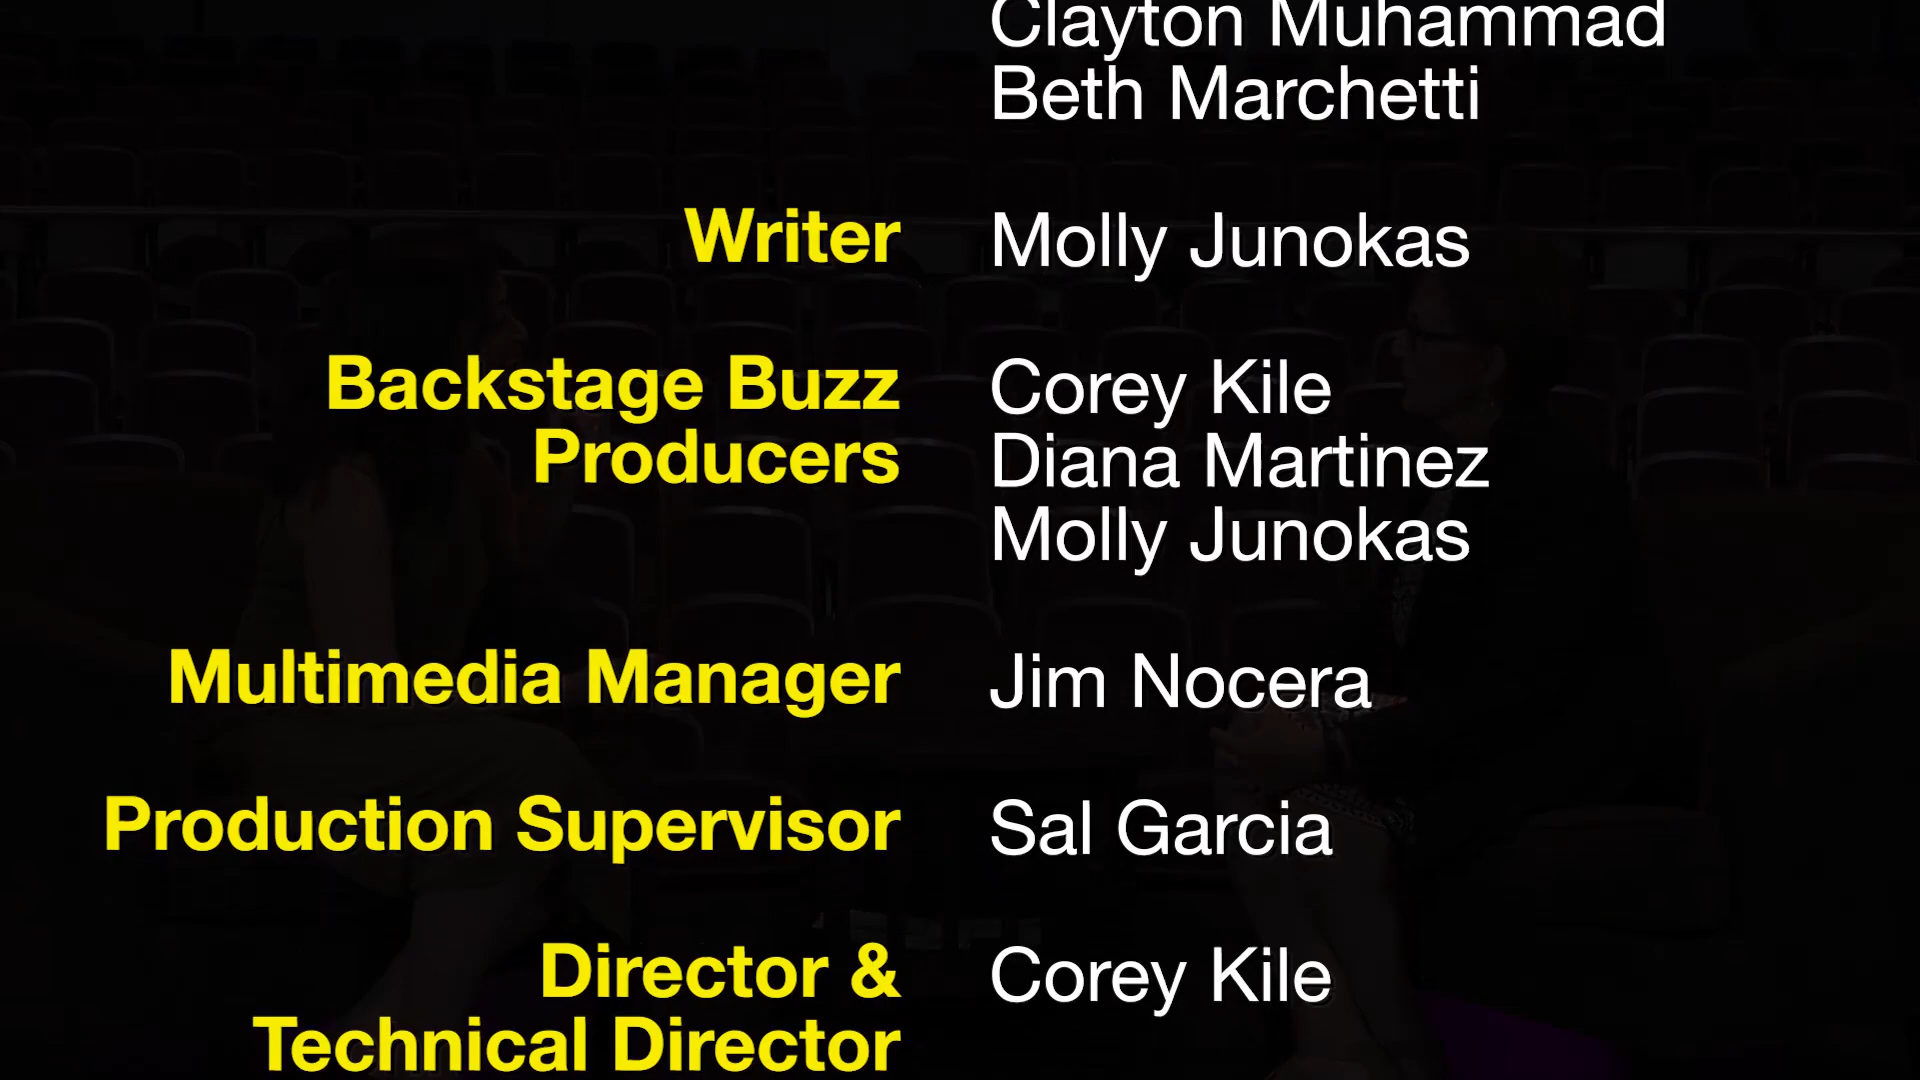 Clayton Muhammad
Beth Marchetti
Writer Molly Junokas
Backstage Buzz Corey Kile
Producers Diana Martinez
Molly Junokas
Multimedia Manager Jim Nocera
Production Supervisor Sal Garcia
Director & Corey Kile
Technical Director